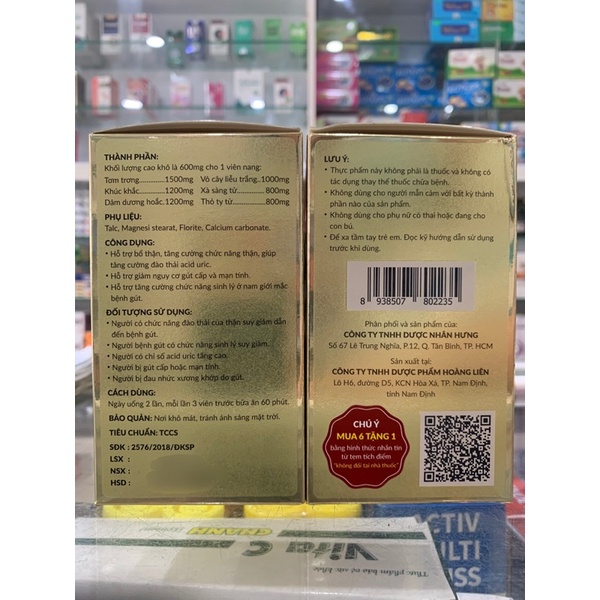 THÀNH PHẦN:
Khối lượng cao khô là 600mg cho 1 viên nang:
Tơm trơng..............1500mg Vỏ cây liễu trắng..1000mg
Khúc khắc..............1200mg Xà sàng tử...............800mg
Dâm dương hoắc.1200mg Thỏ ty tử..................800mg
PHỤ LIỆU:
Talc, Magnesi stearat, Florite, Calcium carbonate.
CÔNG DỤNG:
• Hỗ trợ bổ thận, tăng cường chức năng thận, giúp
tăng cường đào thải acid uric.
• Hỗ trợ giảm nguy cơ gút cấp và mạn tính.
• Hỗ trợ tăng cường chức năng sinh lý ở nam giới mắc
bệnh gút.
ĐỐI TƯỢNG SỬ DỤNG:
• Người có chức năng đào thải của thận suy giảm dẫn
đến bệnh gút.
• Người bệnh gút có chức năng sinh lý suy giảm.
• Người có chỉ số acid uric tăng cao.
• Người bị gút cấp hoặc mạn tính.
• Người bị đau nhức xương khớp do gút.
CÁCH DÙNG:
Ngày uống 2 lần, mỗi lần 3 viên trước bữa ăn 60 phút.
BẢO QUẢN: Nơi khô mát, tránh ánh sáng mặt trời.
TIÊU CHUẨN: TCCS
SĐK : 2576/2018/ĐKSP
LSX :
NSX :
HSD :
LƯU Ý:
• Thực phẩm này không phải là thuốc và không có
tác dụng thay thế thuốc chữa bệnh.
• Không dùng cho người mẫn cảm với bất kỳ thành
phần nào của sản phẩm.
• Không dùng cho phụ nữ có thai hoặc đang cho
con bú.
• Để xa tầm tay trẻ em. Đọc kỹ hướng dẫn sử dụng
trước khi dùng.
8 938507 802235
Phân phối và sản phẩm của:
CÔNG TY TNHH DƯỢC NHÂN HƯNG
Số 67 Lê Trung Nghĩa, P.12, Q. Tân Bình, TP. HCM
Sản xuất tại:
CÔNG TY TNHH DƯỢC PHẨM HOÀNG LIÊN
Lô H6, đường D5, KCN Hòa Xá, TP. Nam Định,
tỉnh Nam Định
CHÚ Ý
MUA 6 TẶNG 1
bằng hình thức nhắn tin
từ tem tích điểm
"không đổi tại nhà thuốc"
Vita C
CHANH
Thực phẩm bảo vệ sức khỏe
ACTIV
MULTI